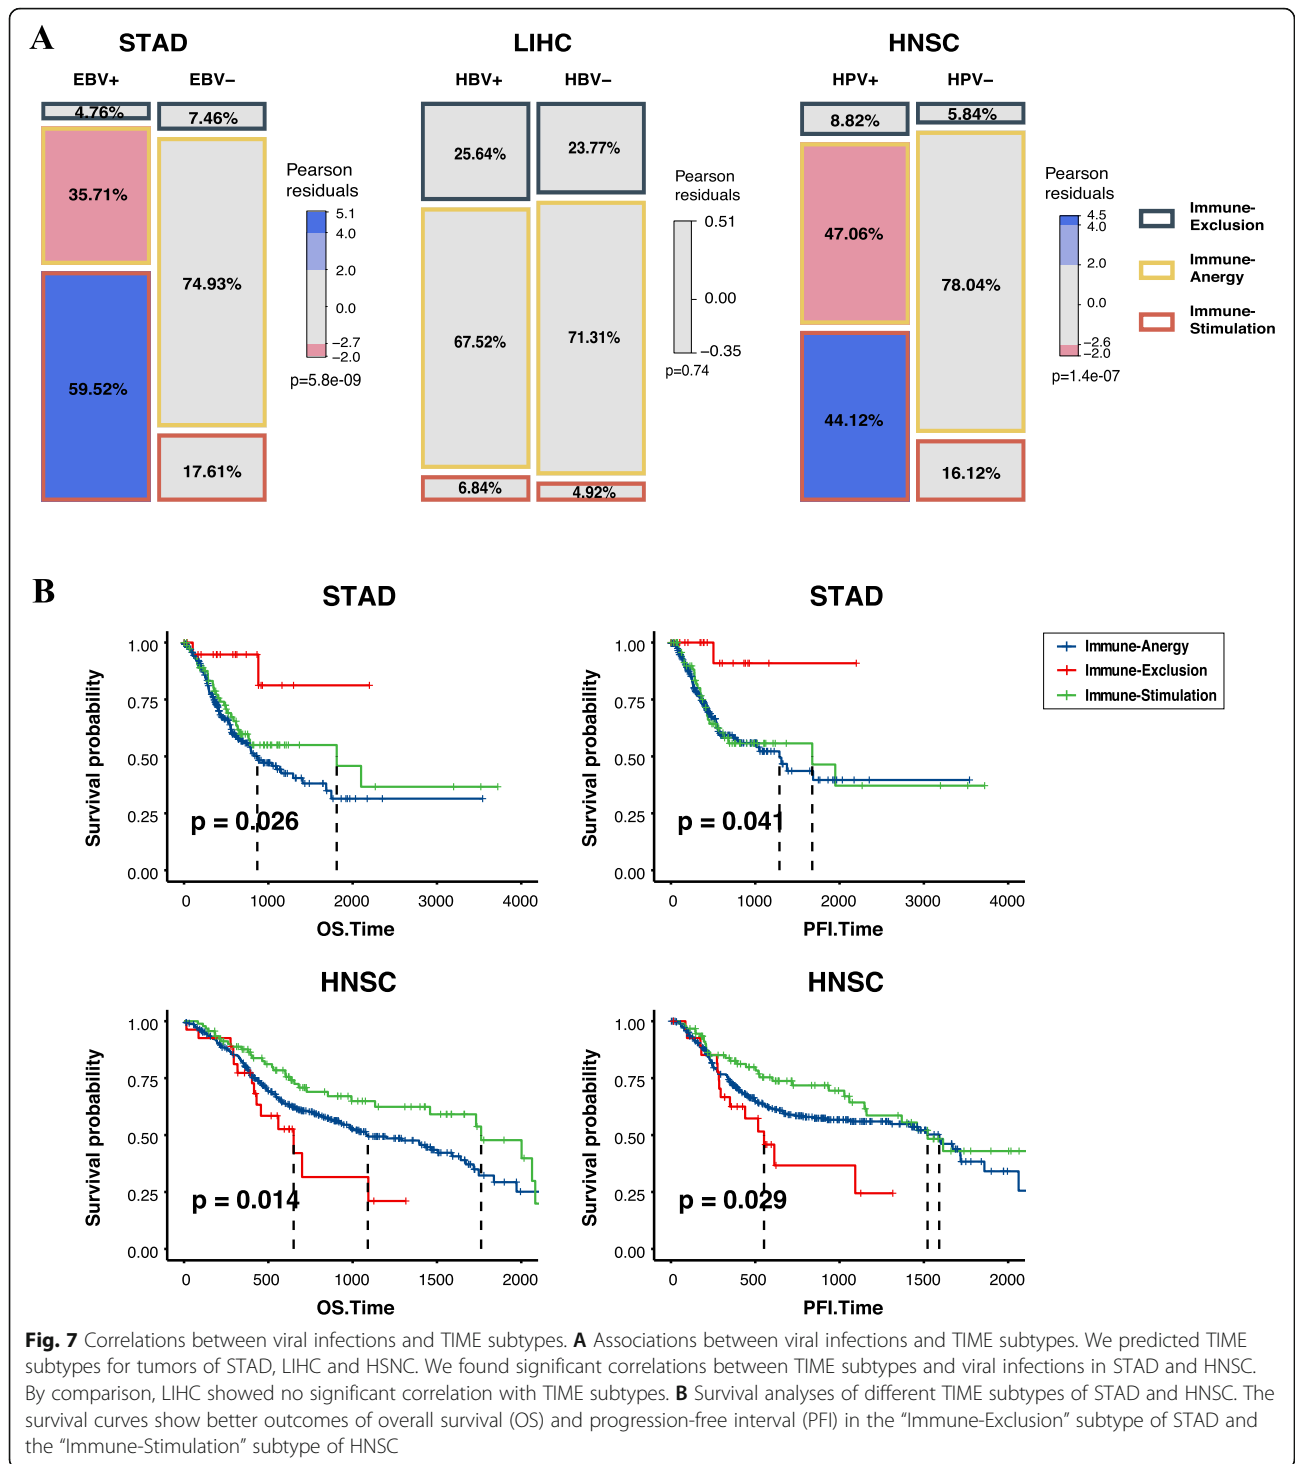 A
STAD
LIHC
HNSC
EBV+
EBV−
HBV+
HBV−
HPV+
HPV−
4.76%
7.46%
35.71%
74.93%
59.52%
17.61%
Pearson
residuals
5.1
4.0
2.0
0.0
−2.7
−2.0
p=5.8e-09
25.64%
23.77%
67.52%
71.31%
6.84%
4.92%
Pearson
residuals
0.51
0.00
−0.35
p=0.74
8.82%
5.84%
47.06%
78.04%
44.12%
16.12%
Pearson
residuals
4.5
4.0
2.0
0.0
−2.6
−2.0
p=1.4e-07
Immune-
Exclusion
Immune-
Anergy
Immune-
Stimulation
B
STAD
Survival probability
1.00
0.75
0.50
0.25
0.00
p = 0.026
0 1000 2000 3000 4000
OS.Time
STAD
Survival probability
1.00
0.75
0.50
0.25
0.00
p = 0.041
0 1000 2000 3000 4000
PFI.Time
Immune-Anergy
Immune-Exclusion
Immune-Stimulation
HNSC
Survival probability
1.00
0.75
0.50
0.25
0.00
p = 0.014
0 500 1000 1500 2000
OS.Time
HNSC
Survival probability
1.00
0.75
0.50
0.25
0.00
p = 0.029
0 500 1000 1500 2000
PFI.Time
Fig. 7 Correlations between viral infections and TIME subtypes. A Associations between viral infections and TIME subtypes. We predicted TIME
subtypes for tumors of STAD, LIHC and HSNC. We found significant correlations between TIME subtypes and viral infections in STAD and HNSC.
By comparison, LIHC showed no significant correlation with TIME subtypes. B Survival analyses of different TIME subtypes of STAD and HNSC. The
survival curves show better outcomes of overall survival (OS) and progression-free interval (PFI) in the “Immune-Exclusion” subtype of STAD and
the “Immune-Stimulation” subtype of HNSC